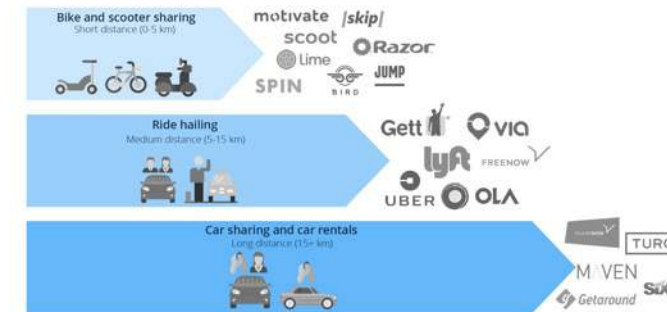 Bike and scooter sharing
Short distance (0-5 km)
motivate /skip/
scoot
Razor
Lime
SPIN
BIRD
JUMP
Ride hailing
Medium distance (5-15 km)
Gett
VIA
lyft
FREENOW
UBER
OLA
Car sharing and car rentals
Long distance (15+ km)
TURO
MAVEN
Getaround